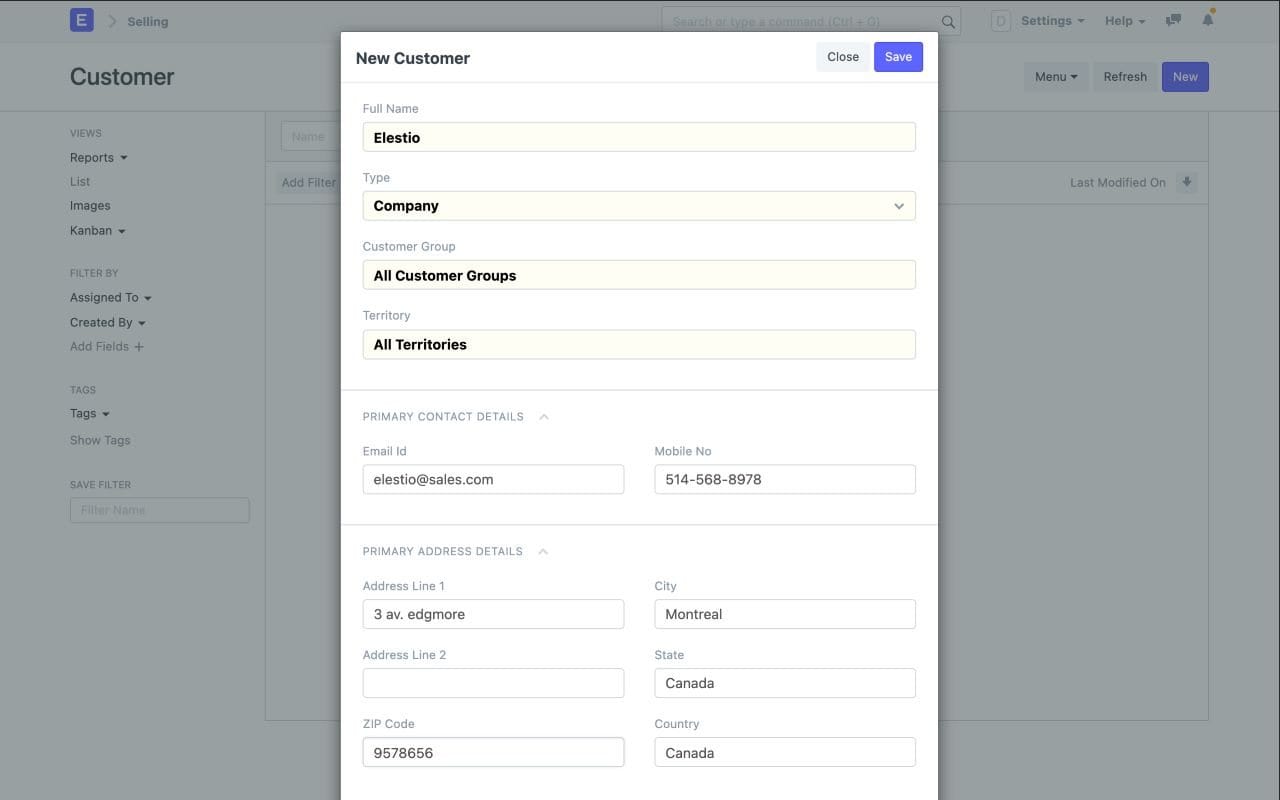 E Selling
Search or type a command (Ctrl + G)
D Settings Help
Customer
Menu Refresh New
VIEWS
Reports
List
Images
Kanban
FILTER BY
Assigned To
Created By
Add Fields +
TAGS
Tags
Show Tags
SAVE FILTER
Filter Name
Name
Add Filter
Last Modified On
New Customer
Close Save
Full Name
Elestio
Type
Company
Customer Group
All Customer Groups
Territory
All Territories
PRIMARY CONTACT DETAILS
Email Id Mobile No
elestio@sales.com 514-568-8978
PRIMARY ADDRESS DETAILS
Address Line 1 City
3 av. edgmore Montreal
Address Line 2 State
Canada
ZIP Code Country
9578656 Canada